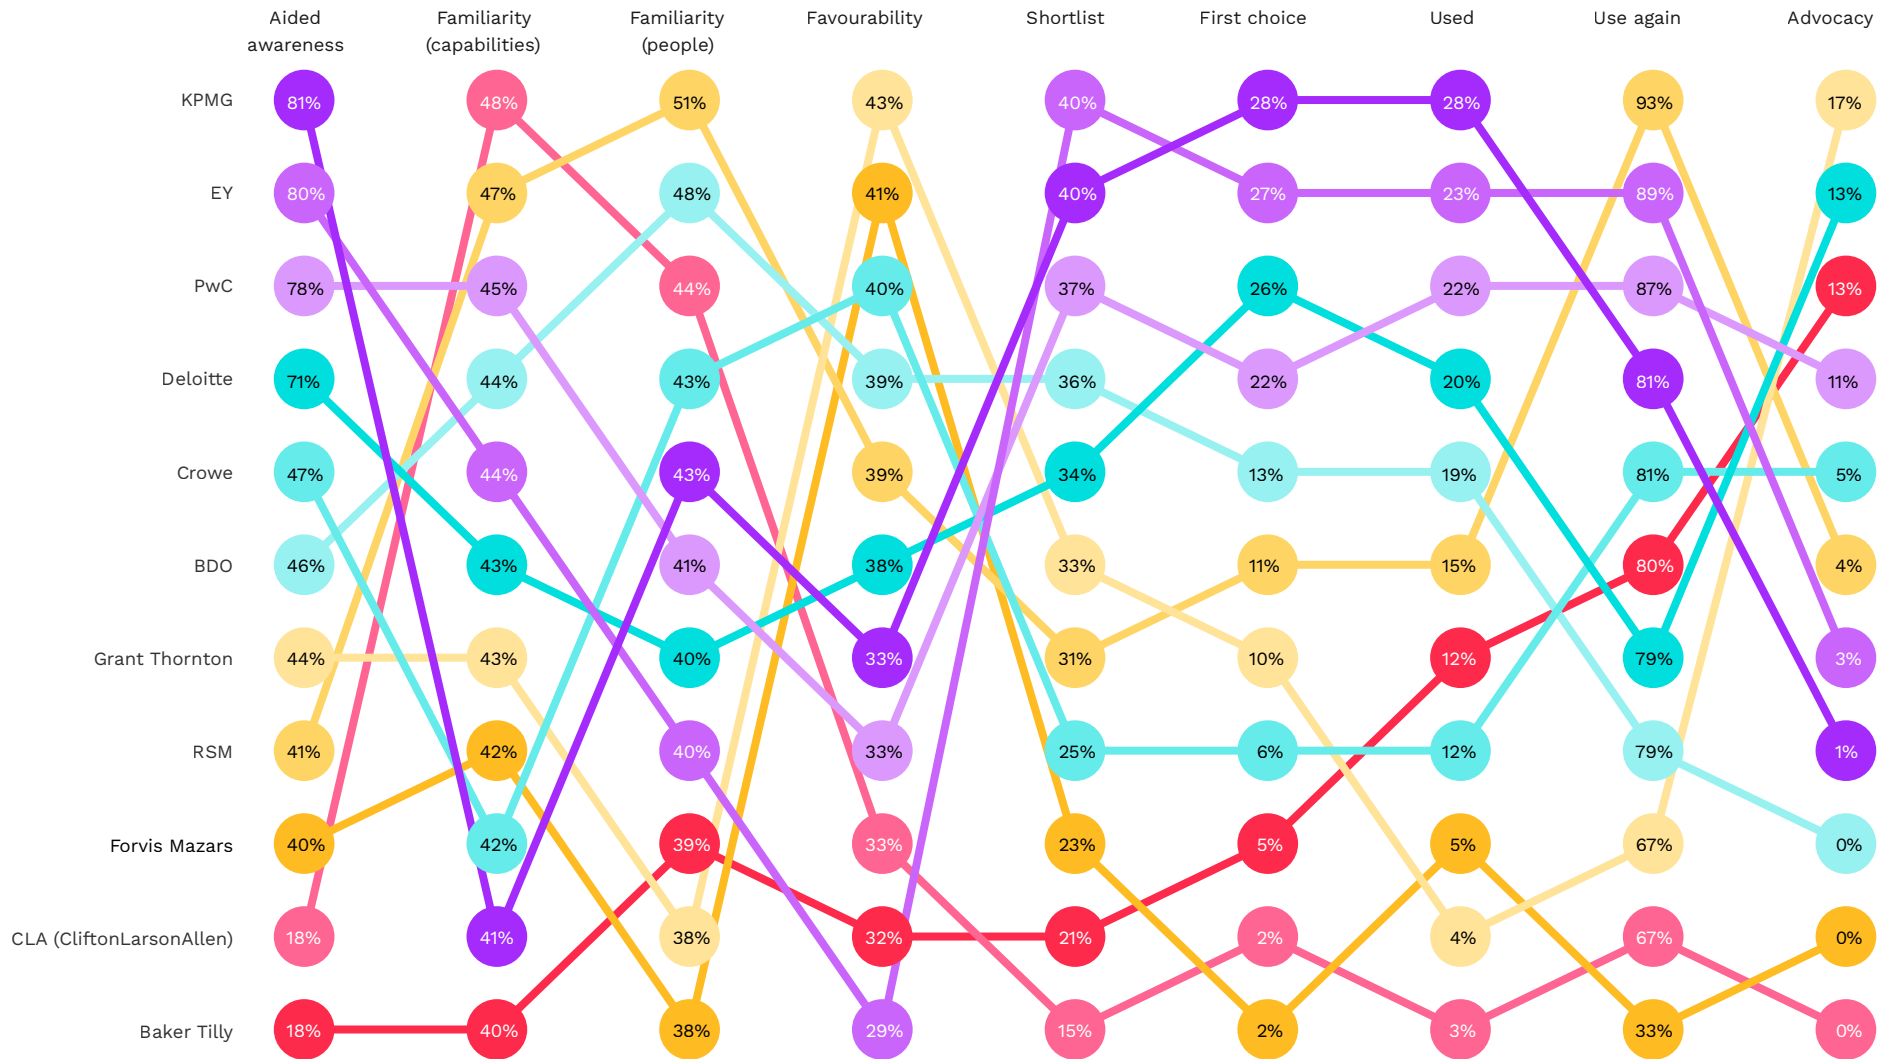 Aided awareness
Familiarity (capabilities)
Familiarity (people)
Favourability
Shortlist
First choice
Used
Use again
Advocacy
KPMG 81% 48% 51% 43% 40% 28% 28% 93% 17%
EY 80% 47% 48% 41% 40% 27% 23% 89% 13%
PwC 78% 45% 44% 40% 37% 26% 22% 87% 13%
Deloitte 71% 44% 43% 39% 36% 22% 20% 81% 11%
Crowe 47% 44% 43% 39% 34% 13% 19% 81% 5%
BDO 46% 43% 41% 38% 33% 11% 15% 80% 4%
Grant Thornton 44% 43% 40% 33% 31% 10% 12% 79% 3%
RSM 41% 42% 40% 33% 25% 6% 12% 79% 1%
Forvis Mazars 40% 42% 39% 33% 23% 5% 5% 67% 0%
CLA (CliftonLarsonAllen) 18% 41% 38% 32% 21% 2% 4% 67% 0%
Baker Tilly 18% 40% 38% 29% 15% 2% 3% 33% 0%